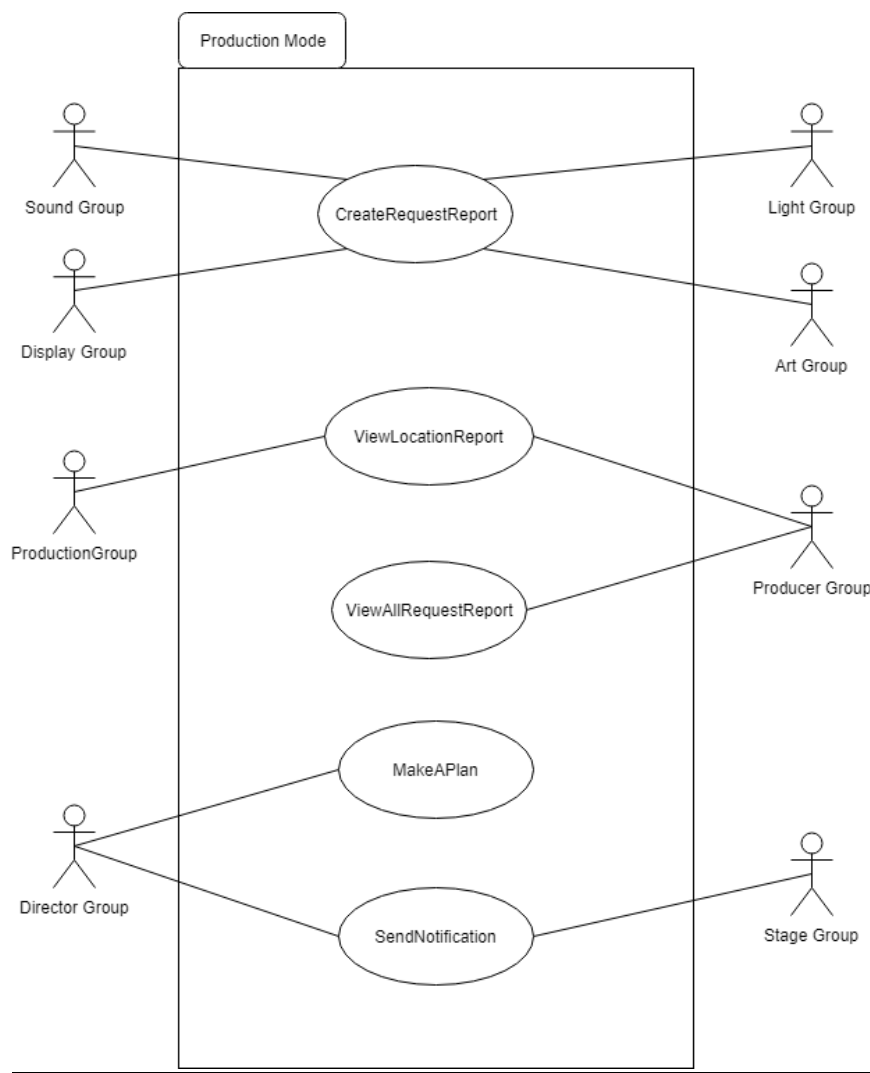 Production Mode
Sound Group
CreateRequestReport
Light Group
Display Group
Art Group
ViewLocationReport
ProductionGroup
Producer Group
ViewAllRequestReport
MakeAPlan
Director Group
SendNotification
Stage Group